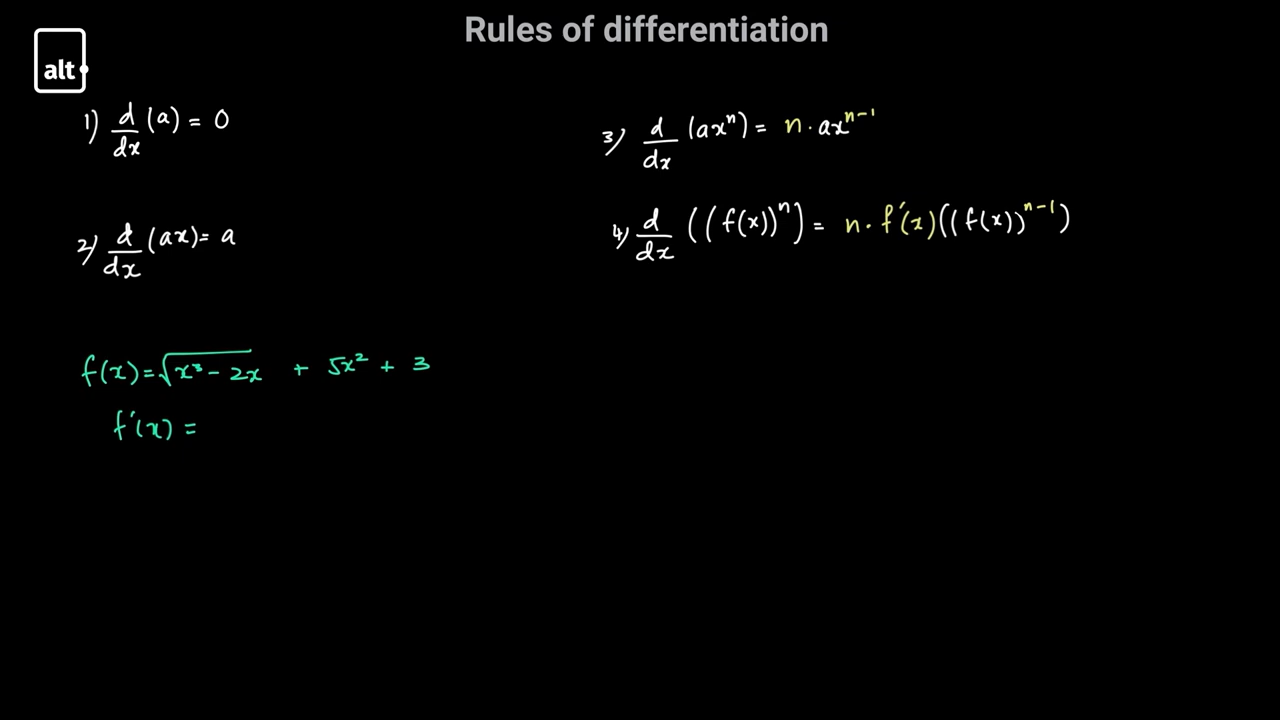 Rules of differentiation
alt
1) d/dx (a) = 0
2) d/dx (ax) = a
3) d/dx (axⁿ) = n · axⁿ⁻¹
4) d/dx ((f(x))ⁿ) = n · f'(x)((f(x))ⁿ⁻¹)
f(x) = √(x³ - 2x) + 5x² + 3
f'(x) =